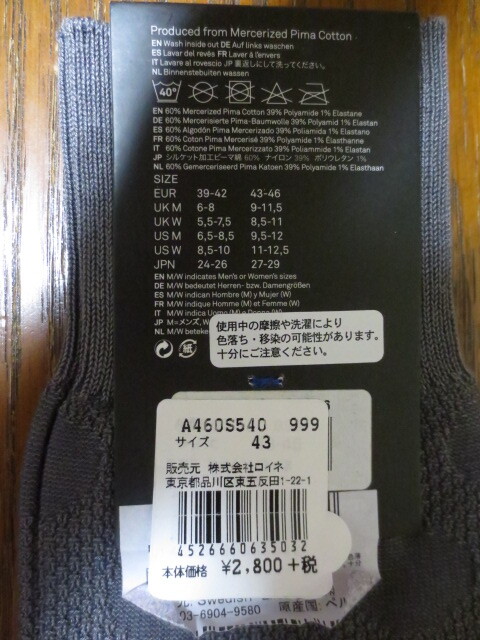 Produced from Mercerized Pima Cotton
EN Wash inside out DE Auf links waschen
ES Lavar del revés FR Laver à l'envers
IT Lavare al rovescio JP 裏返しにして洗ってください。
NL Binnenstebuiten wassen
40°
EN 60% Mercerized Pima Cotton 39% Polyamide 1% Elastane
DE 60% Mercerisierte Pima-Baumwolle 39% Polyamid 1% Elastan
ES 60% Algodón Pima Mercerizado 39% Poliamida 1% Elastano
FR 60% Coton Pima Mercerisé 39% Polyamide 1% Élasthanne
IT 60% Cotone Pima Mercerizzato 39% Poliammide 1% Elastan
JP シルケット加工ピーマ綿 60% ナイロン 39% ポリウレタン 1%
NL 60% Gemerceriseerd Pima Katoen 39% Polyamide 1% Elasthaan
SIZE
EUR 39-42 43-46
UK M 6-8 9-11,5
UK W 5,5-7,5 8,5-11
US M 6,5-8,5 9,5-12
US W 8,5-10 11-12,5
JPN 24-26 27-29
EN M/W indicates Men's or Women's sizes
DE M/W bedeutet Herren- bzw. Damengrößen
ES M/W indican Hombre (M) y Mujer (W)
FR M/W indique Homme (M) et Femme (W)
IT M/W indica Uomo (M) o Donna (W)
JP M=メンズ, W
NL M/W beteke
使用中の摩擦や洗濯により
色落ち・移染の可能性があります。
十分にご注意ください。
A460S540 999
サイズ 43
販売元 株式会社ロイネ
東京都品川区東五反田1-22-1
4526660635032
本体価格 ¥2,800+税
Swedish
03-6904-9580 原産国